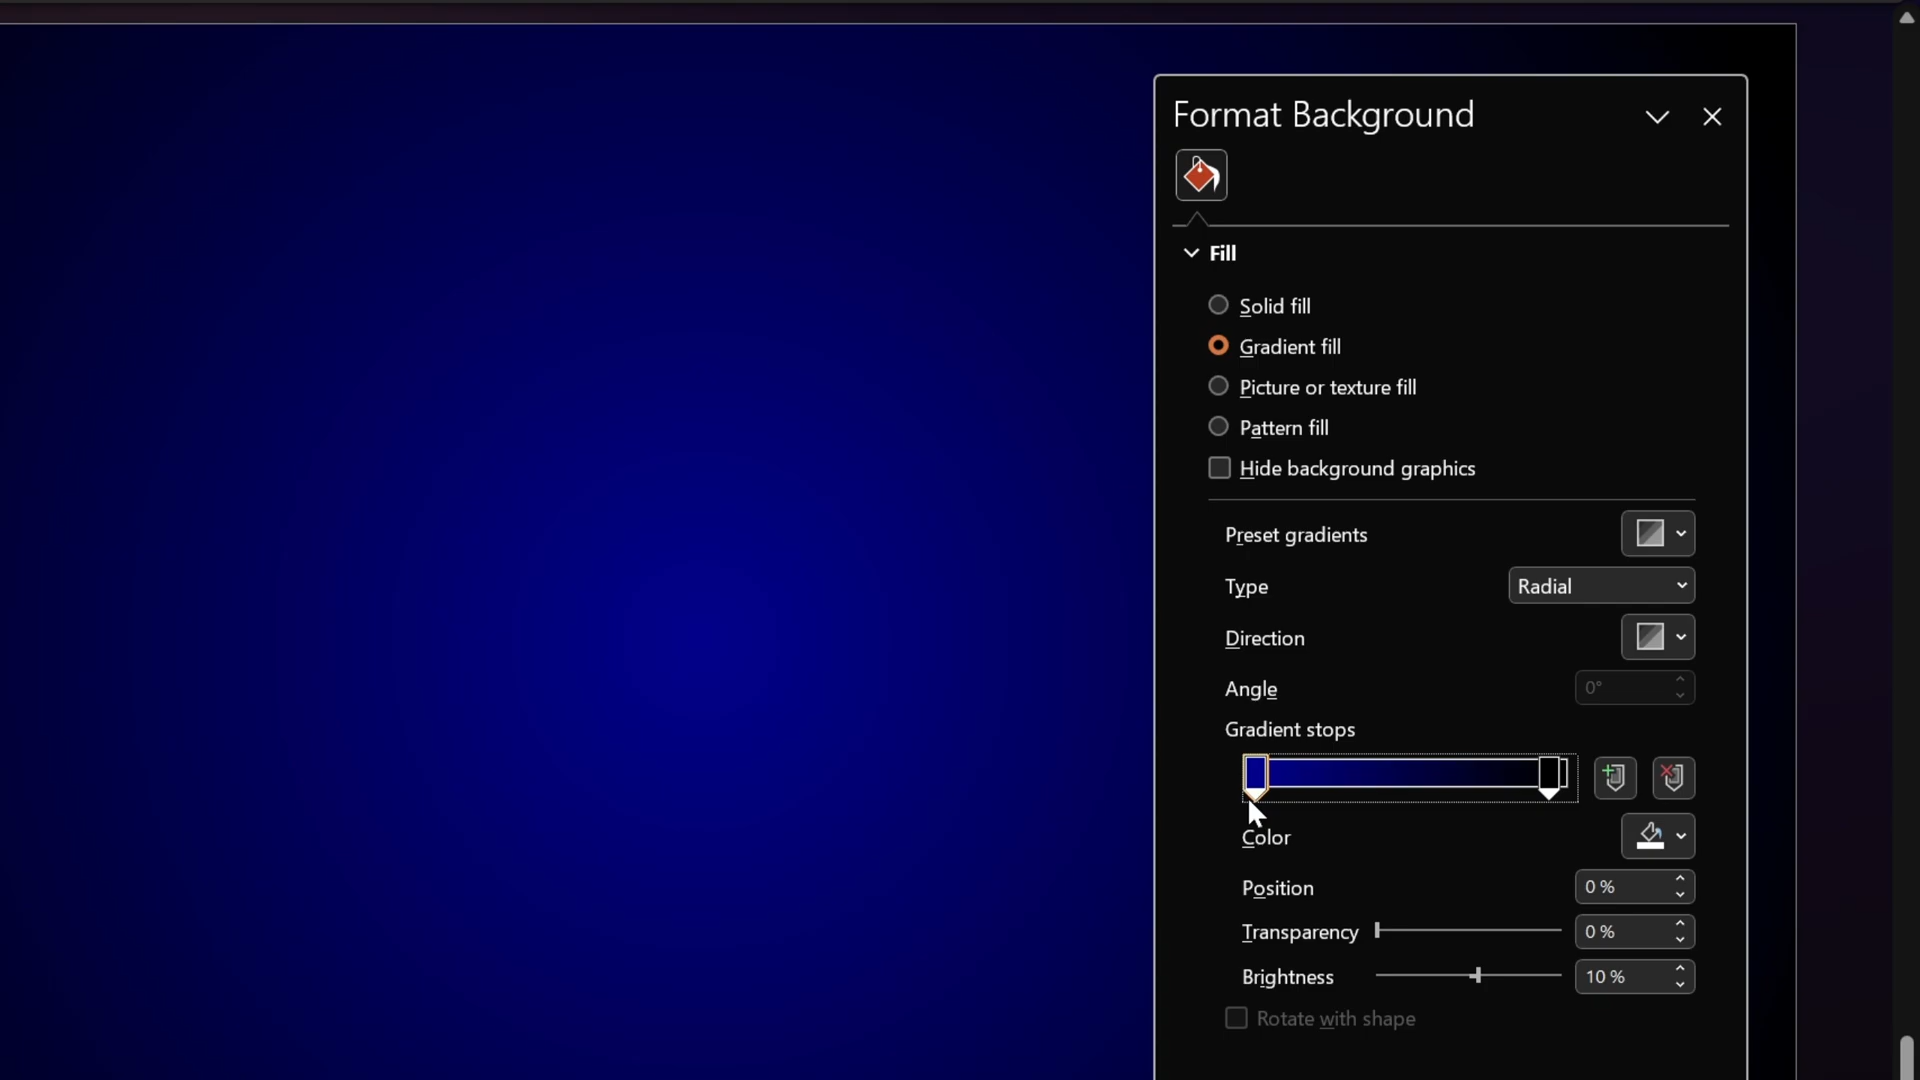 Format Background
Fill
Solid fill
Gradient fill
Picture or texture fill
Pattern fill
Hide background graphics
Preset gradients
Type Radial
Direction
Angle 0°
Gradient stops
Color
Position 0 %
Transparency 0 %
Brightness 10 %
Rotate with shape